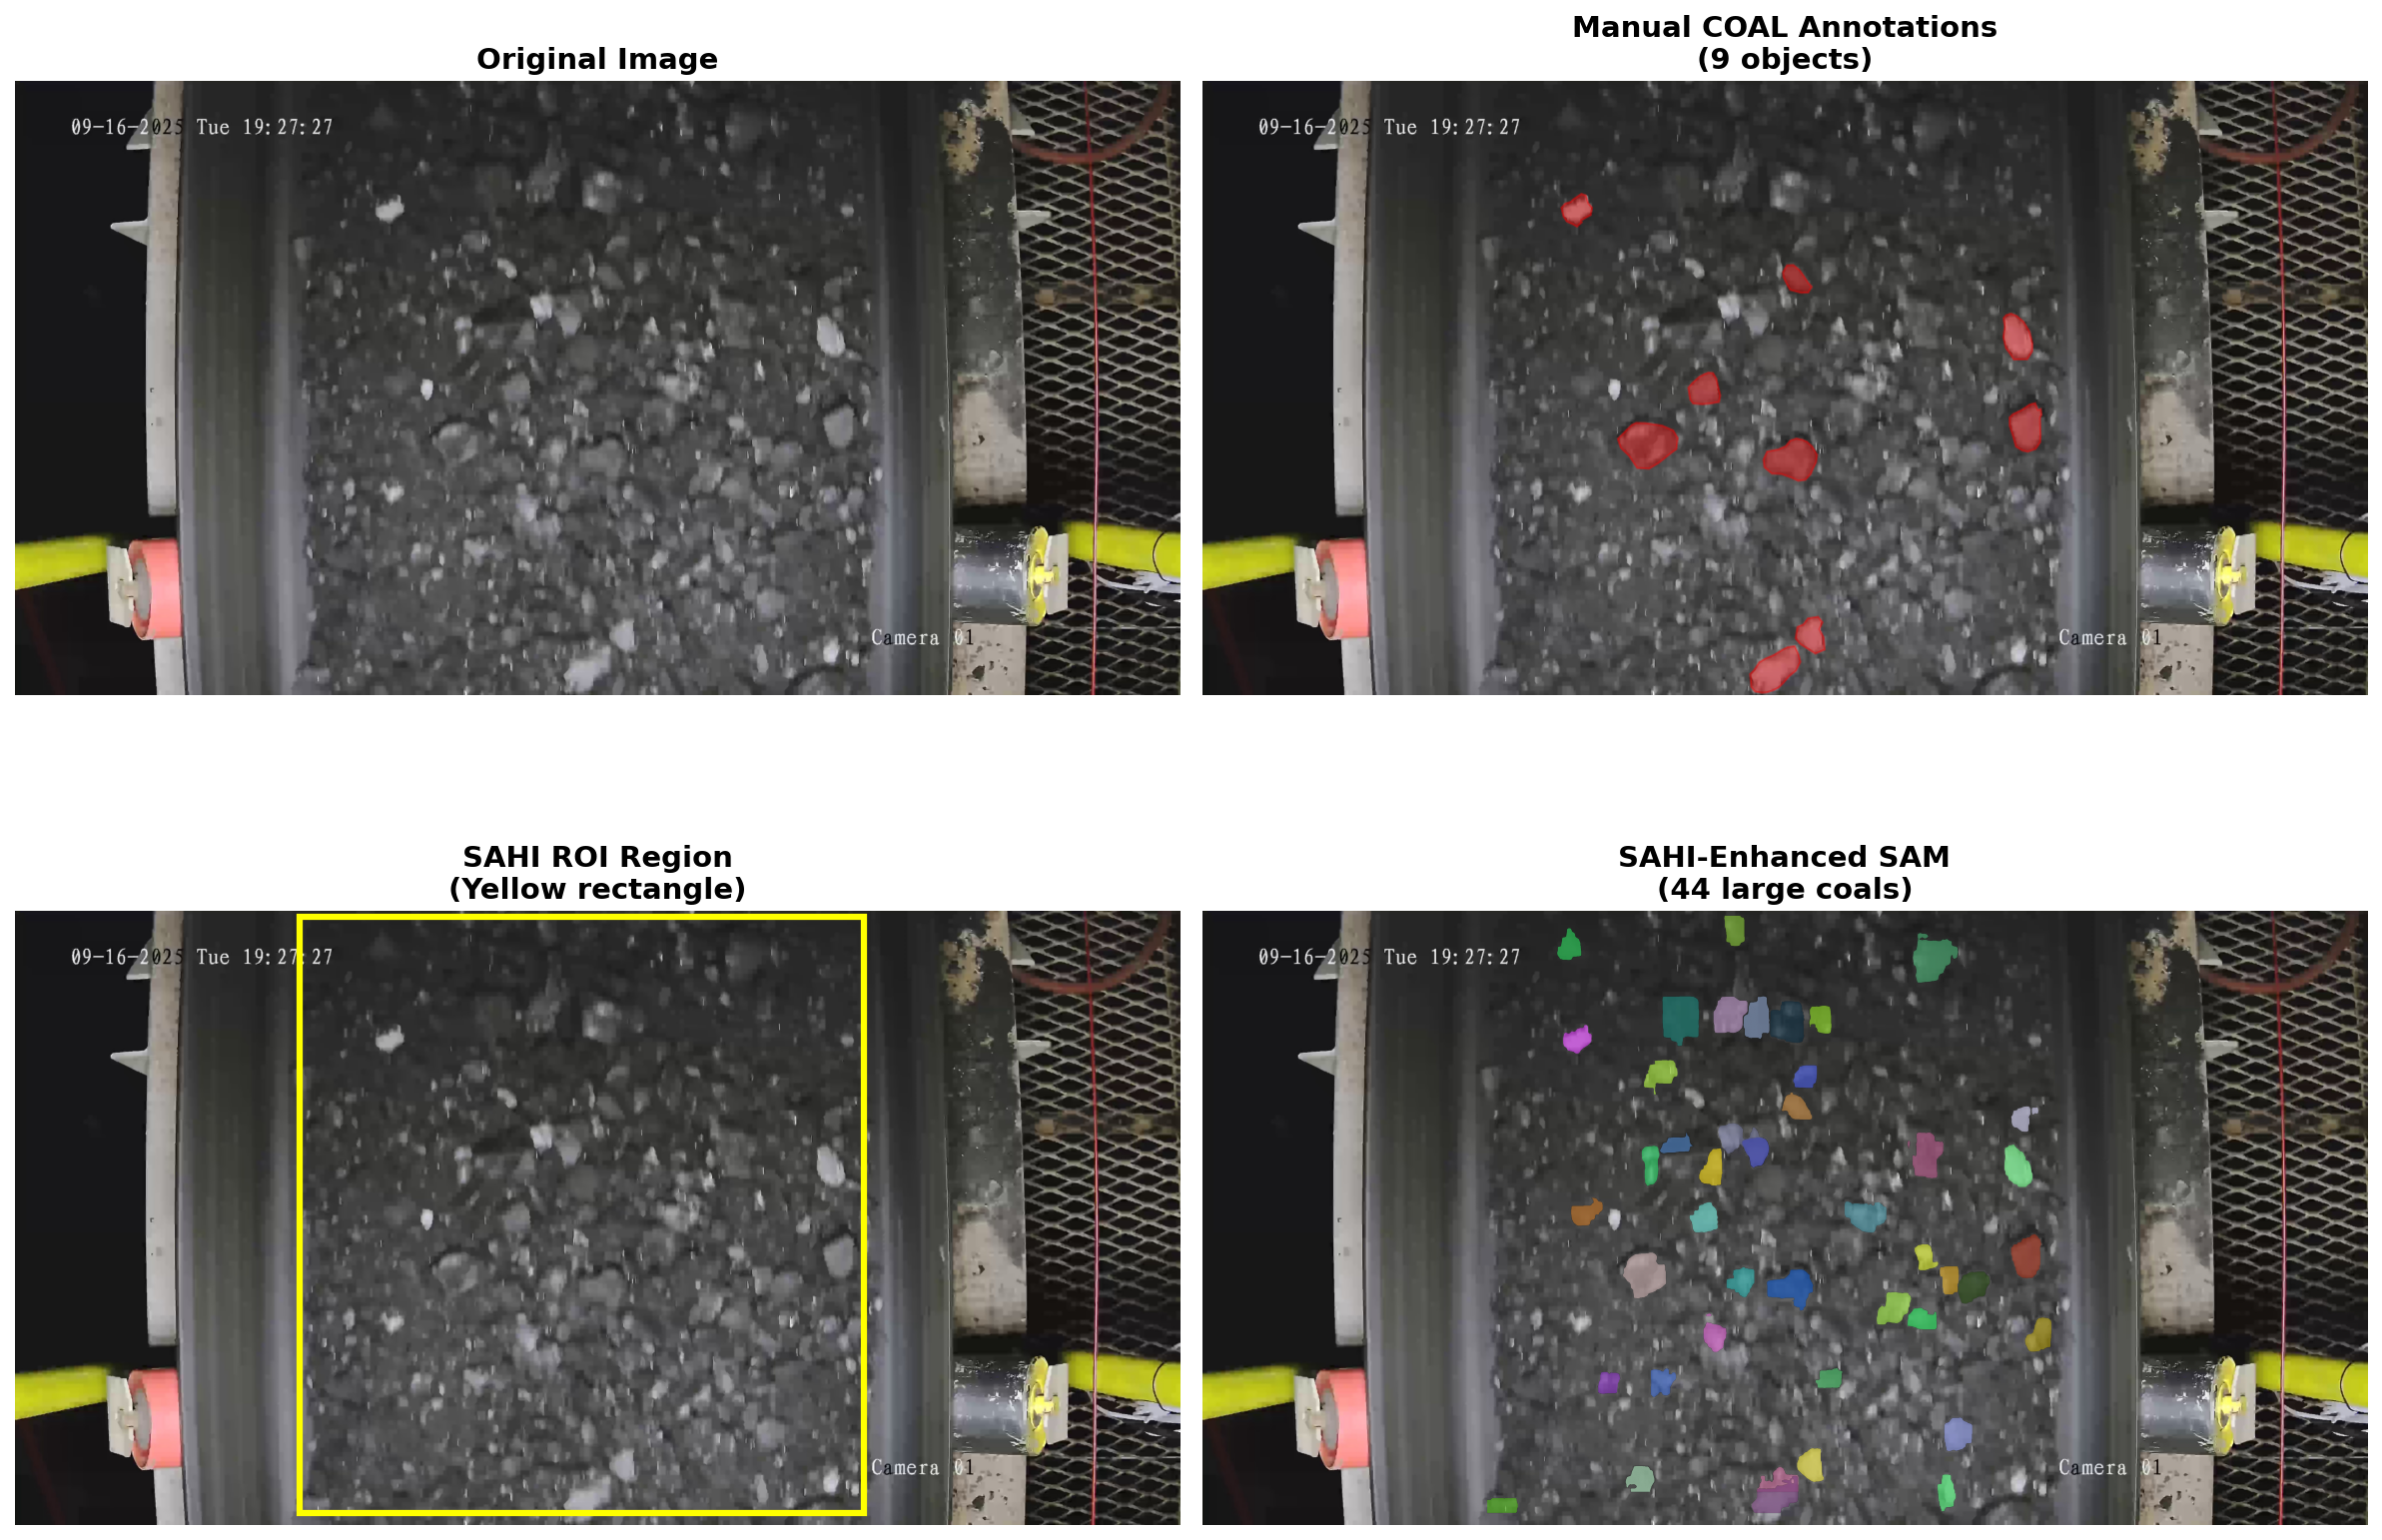 Original Image
09-16-2025 Tue 19:27:27
Camera 01
Manual COAL Annotations
(9 objects)
09-16-2025 Tue 19:27:27
Camera 01
SAHI ROI Region
(Yellow rectangle)
09-16-2025 Tue 19:27:27
Camera 01
SAHI-Enhanced SAM
(44 large coals)
09-16-2025 Tue 19:27:27
Camera 01